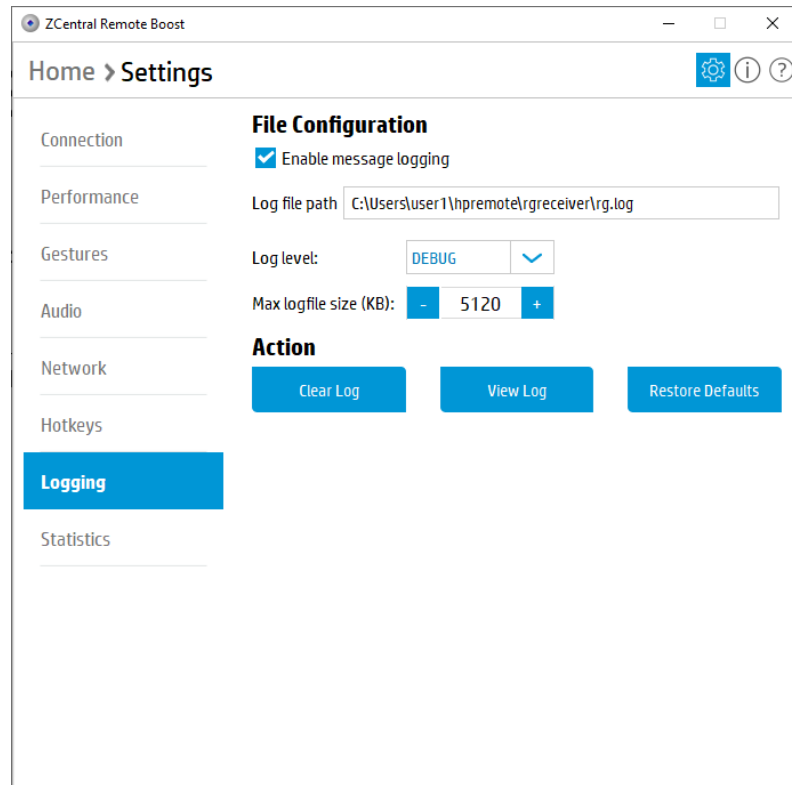 ZCentral Remote Boost
Home > Settings
Connection
Performance
Gestures
Audio
Network
Hotkeys
Logging
Statistics
File Configuration
Enable message logging
Log file path C:\Users\user1\hpremote\rgreceiver\rg.log
Log level: DEBUG
Max logfile size (KB): - 5120 +
Action
Clear Log View Log Restore Defaults